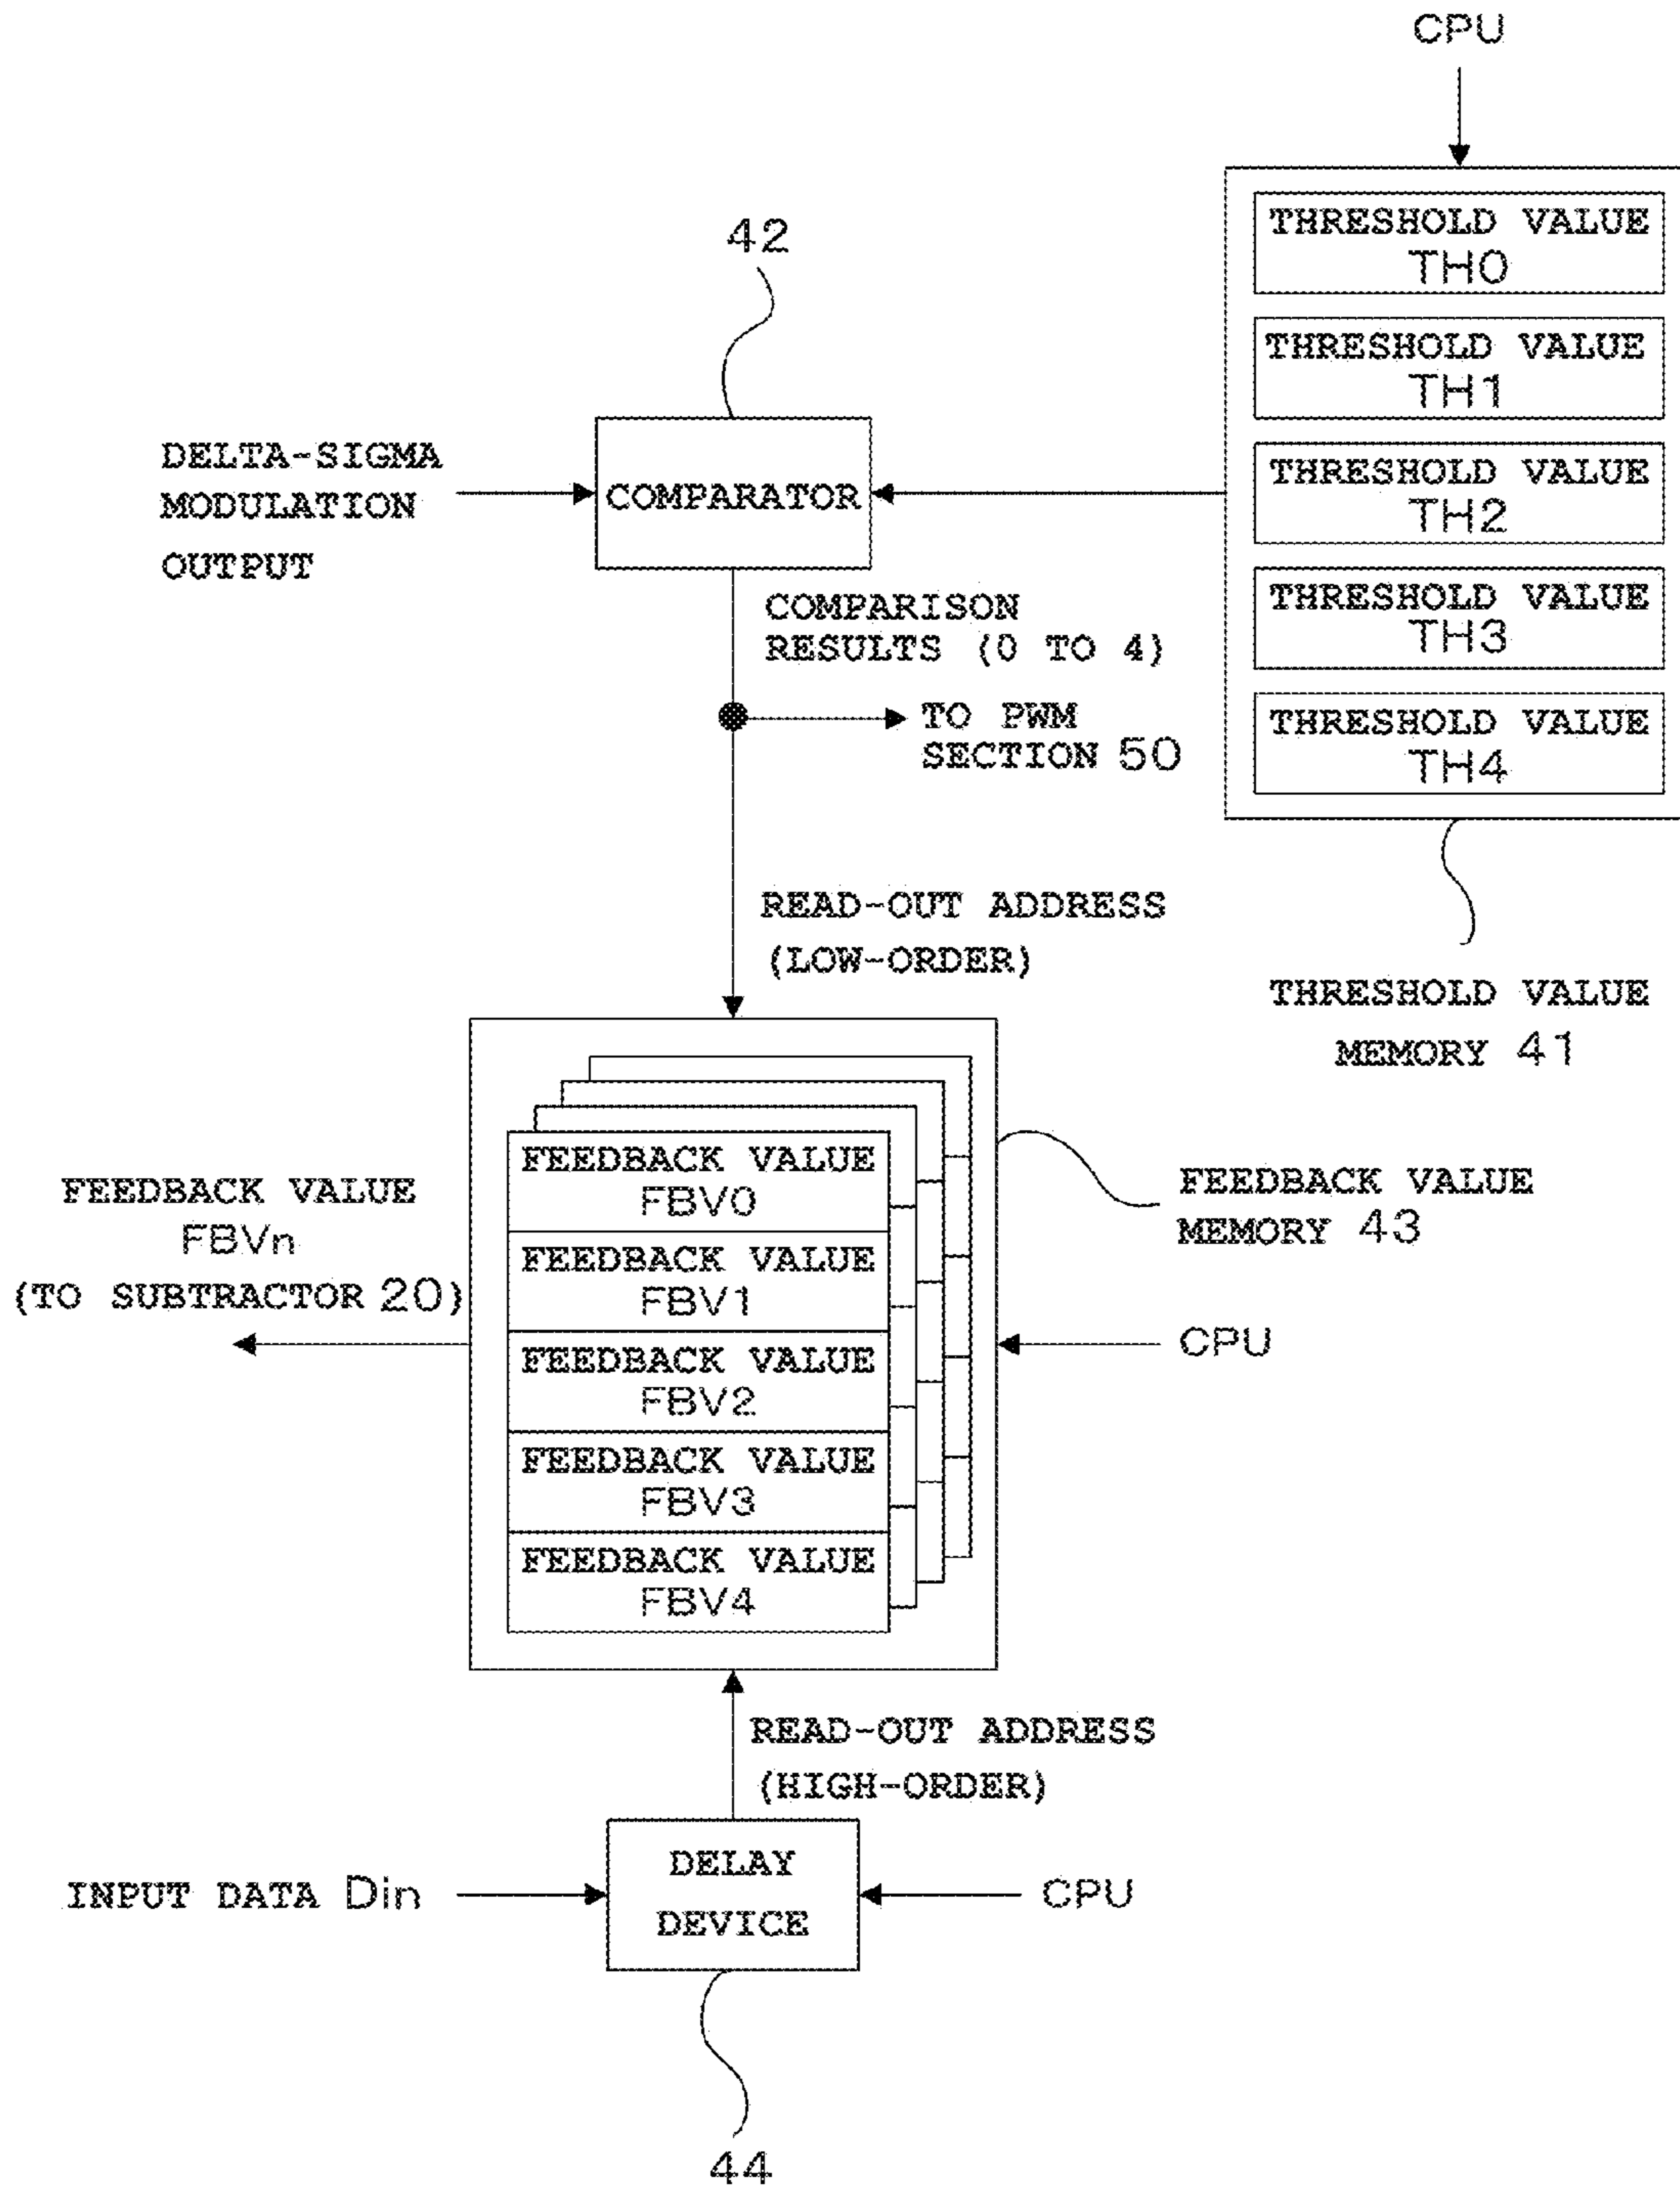 CPU
THRESHOLD VALUE
TH0
THRESHOLD VALUE
TH1
THRESHOLD VALUE
TH2
THRESHOLD VALUE
TH3
THRESHOLD VALUE
TH4
THRESHOLD VALUE
MEMORY 41
42
DELTA-SIGMA
MODULATION
OUTPUT
COMPARATOR
COMPARISON
RESULTS (0 TO 4)
TO PWM
SECTION 50
READ-OUT ADDRESS
(LOW-ORDER)
FEEDBACK VALUE
FBV0
FEEDBACK VALUE
FBV1
FEEDBACK VALUE
FBV2
FEEDBACK VALUE
FBV3
FEEDBACK VALUE
FBV4
FEEDBACK VALUE
MEMORY 43
FEEDBACK VALUE
FBVn
(TO SUBTRACTOR 20)
CPU
READ-OUT ADDRESS
(HIGH-ORDER)
INPUT DATA Din
DELAY
DEVICE
CPU
44